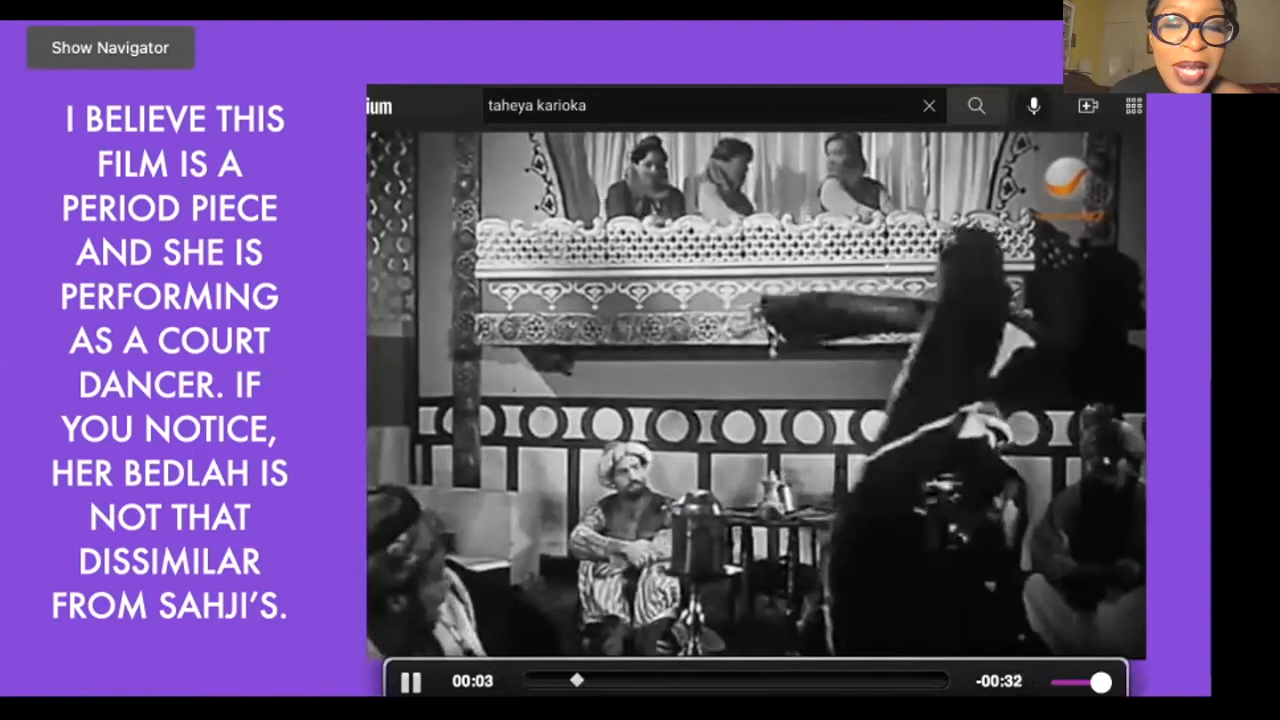 Show Navigator
I BELIEVE THIS
FILM IS A
PERIOD PIECE
AND SHE IS
PERFORMING
AS A COURT
DANCER. IF
YOU NOTICE,
HER BEDLAH IS
NOT THAT
DISSIMILAR
FROM SAHJI'S.
ium
taheya karioka
00:03
-00:32